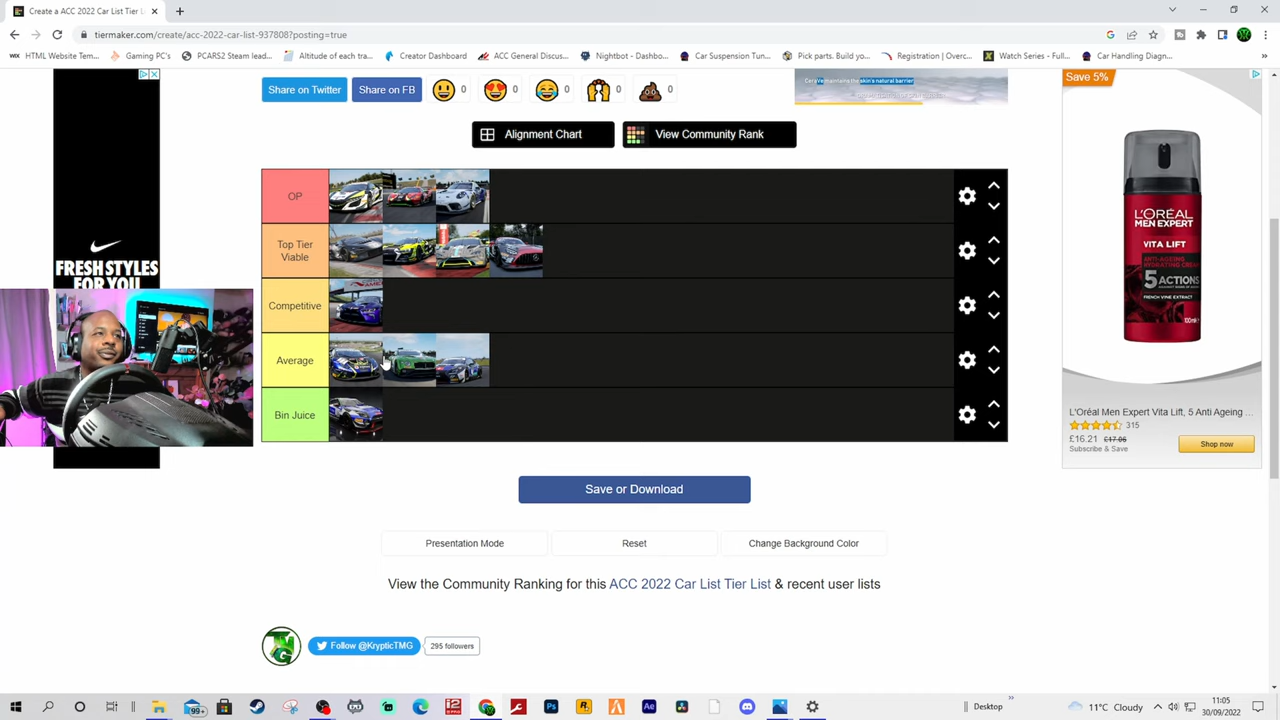 Create a ACC 2022 Car List Tier L
tiermaker.com/create/acc-2022-car-list-937808?posting=true
HTML Website Tem...
Gaming PC's
PCARS2 Steam lead...
Altitude of each tra...
Creator Dashboard
ACC General Discus...
Nightbot - Dashbo...
Car Suspension Tun...
Pick parts. Build yo...
Registration | Overc...
Watch Series - Full...
Car Handling Diagn...
Share on Twitter
Share on FB
0
0
0
0
0
Save 5%
Alignment Chart
View Community Rank
OP
Top Tier
Viable
Competitive
Average
Bin Juice
FRESH STYLES
FOR YOU
L'ORÉAL
MEN EXPERT
VITA LIFT
ANTI-AGEING
HYDRATING CREAM
5 ACTIONS
Save or Download
L'Oréal Men Expert Vita Lift, 5 Anti Ageing ...
315
£16.21 £17.06
Subscribe & Save
Shop now
Presentation Mode
Reset
Change Background Color
View the Community Ranking for this ACC 2022 Car List Tier List & recent user lists
Follow @KrypticTMG
295 followers
99+
Desktop
11°C Cloudy
11:05
30/09/2022